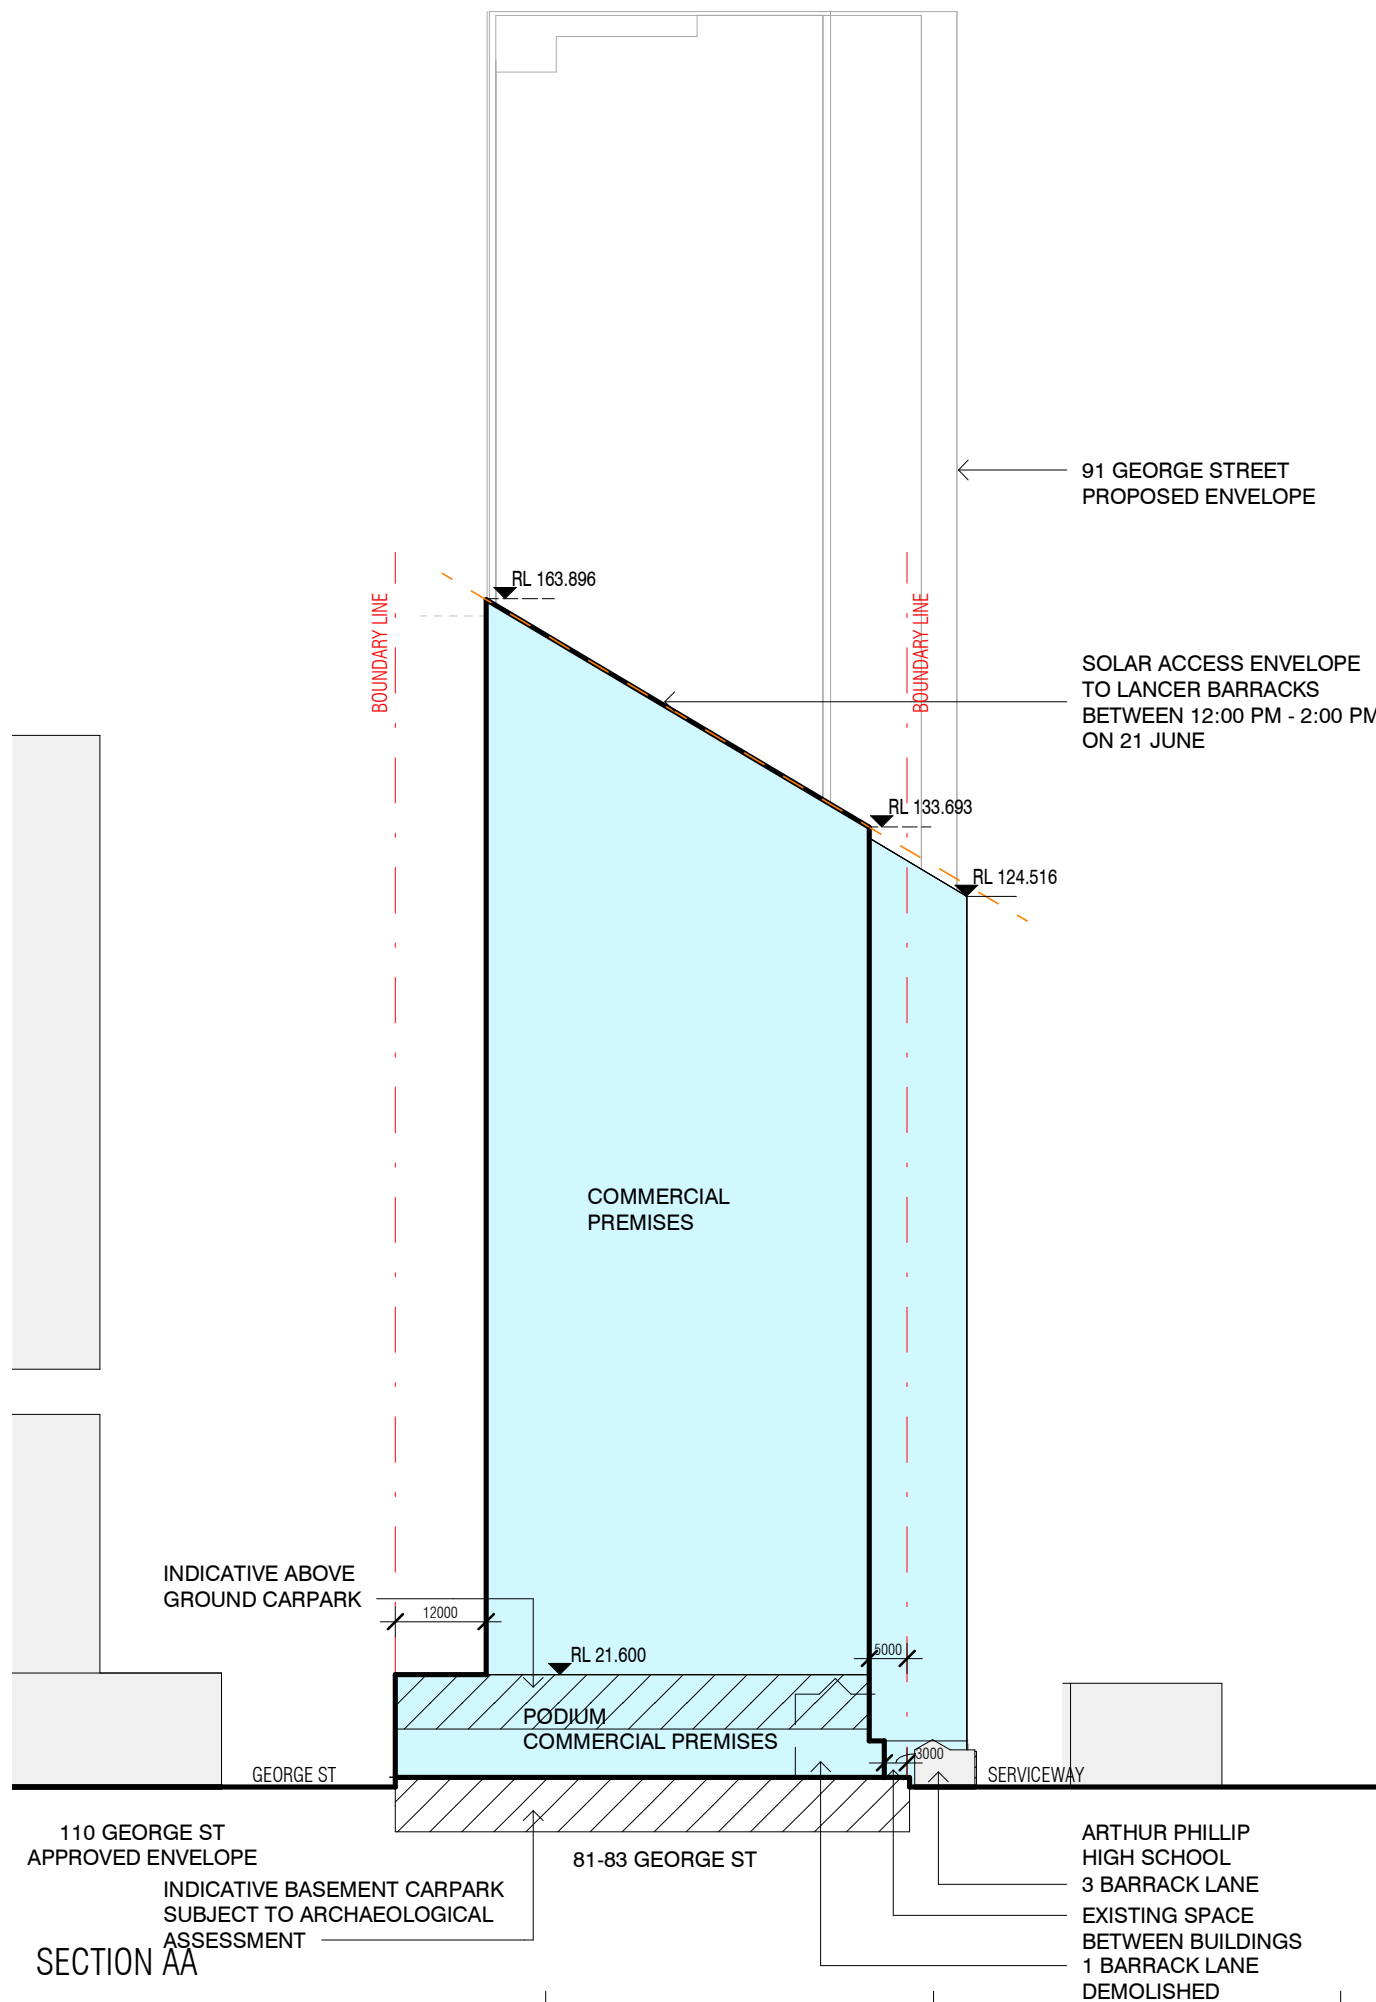 91 GEORGE STREET
PROPOSED ENVELOPE
RL 163.896
BOUNDARY LINE
BOUNDARY LINE
SOLAR ACCESS ENVELOPE
TO LANCER BARRACKS
BETWEEN 12:00 PM - 2:00 PM
ON 21 JUNE
RL 133.693
RL 124.516
COMMERCIAL
PREMISES
INDICATIVE ABOVE
GROUND CARPARK
12000
RL 21.600
5000
PODIUM
COMMERCIAL PREMISES
3000
GEORGE ST
SERVICEWAY
110 GEORGE ST
APPROVED ENVELOPE
81-83 GEORGE ST
INDICATIVE BASEMENT CARPARK
SUBJECT TO ARCHAEOLOGICAL
ASSESSMENT
ARTHUR PHILLIP
HIGH SCHOOL
3 BARRACK LANE
EXISTING SPACE
BETWEEN BUILDINGS
1 BARRACK LANE
DEMOLISHED
SECTION AA